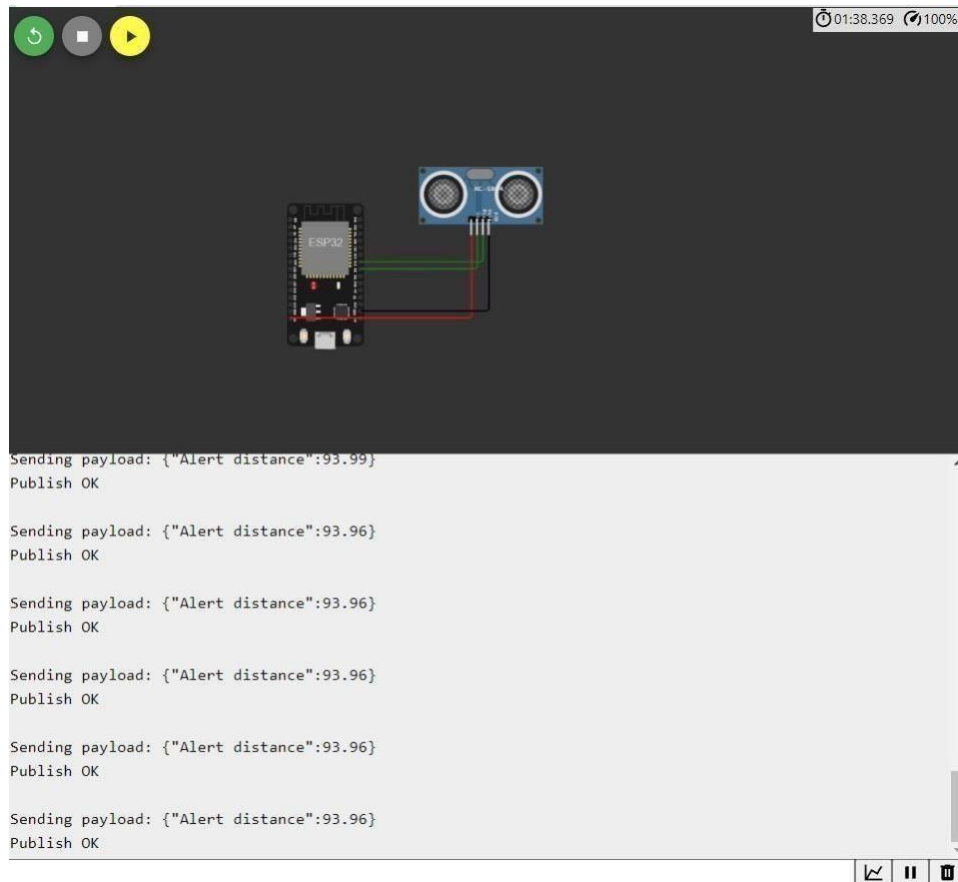 01:38.369 100%
ESP32
Sending payload: {"Alert distance":93.99}
Publish OK
Sending payload: {"Alert distance":93.96}
Publish OK
Sending payload: {"Alert distance":93.96}
Publish OK
Sending payload: {"Alert distance":93.96}
Publish OK
Sending payload: {"Alert distance":93.96}
Publish OK
Sending payload: {"Alert distance":93.96}
Publish OK